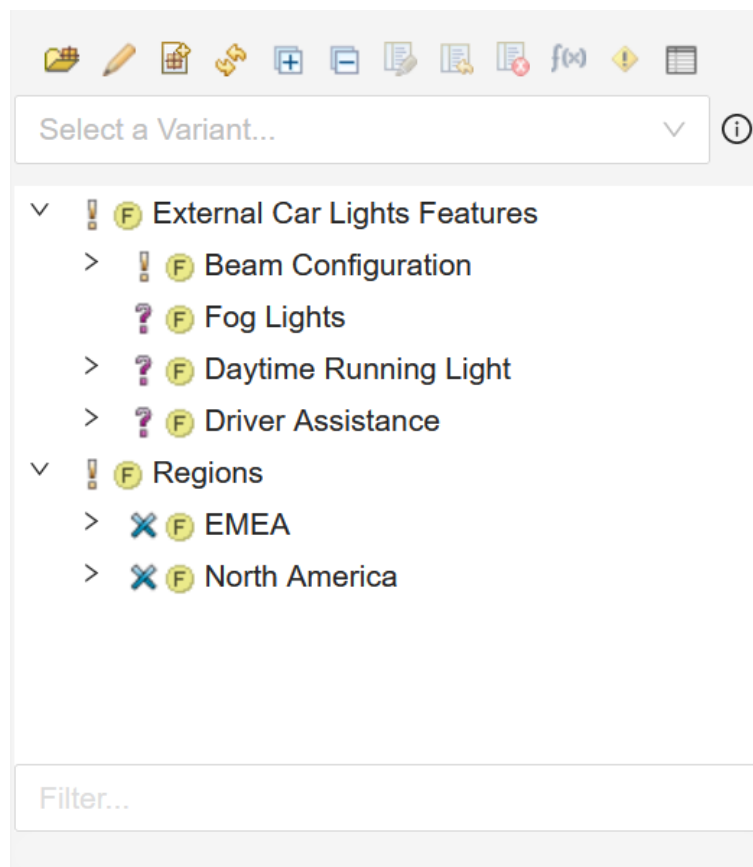 f(x)
Select a Variant...
F External Car Lights Features
F Beam Configuration
? F Fog Lights
? F Daytime Running Light
? F Driver Assistance
F Regions
F EMEA
F North America
Filter...